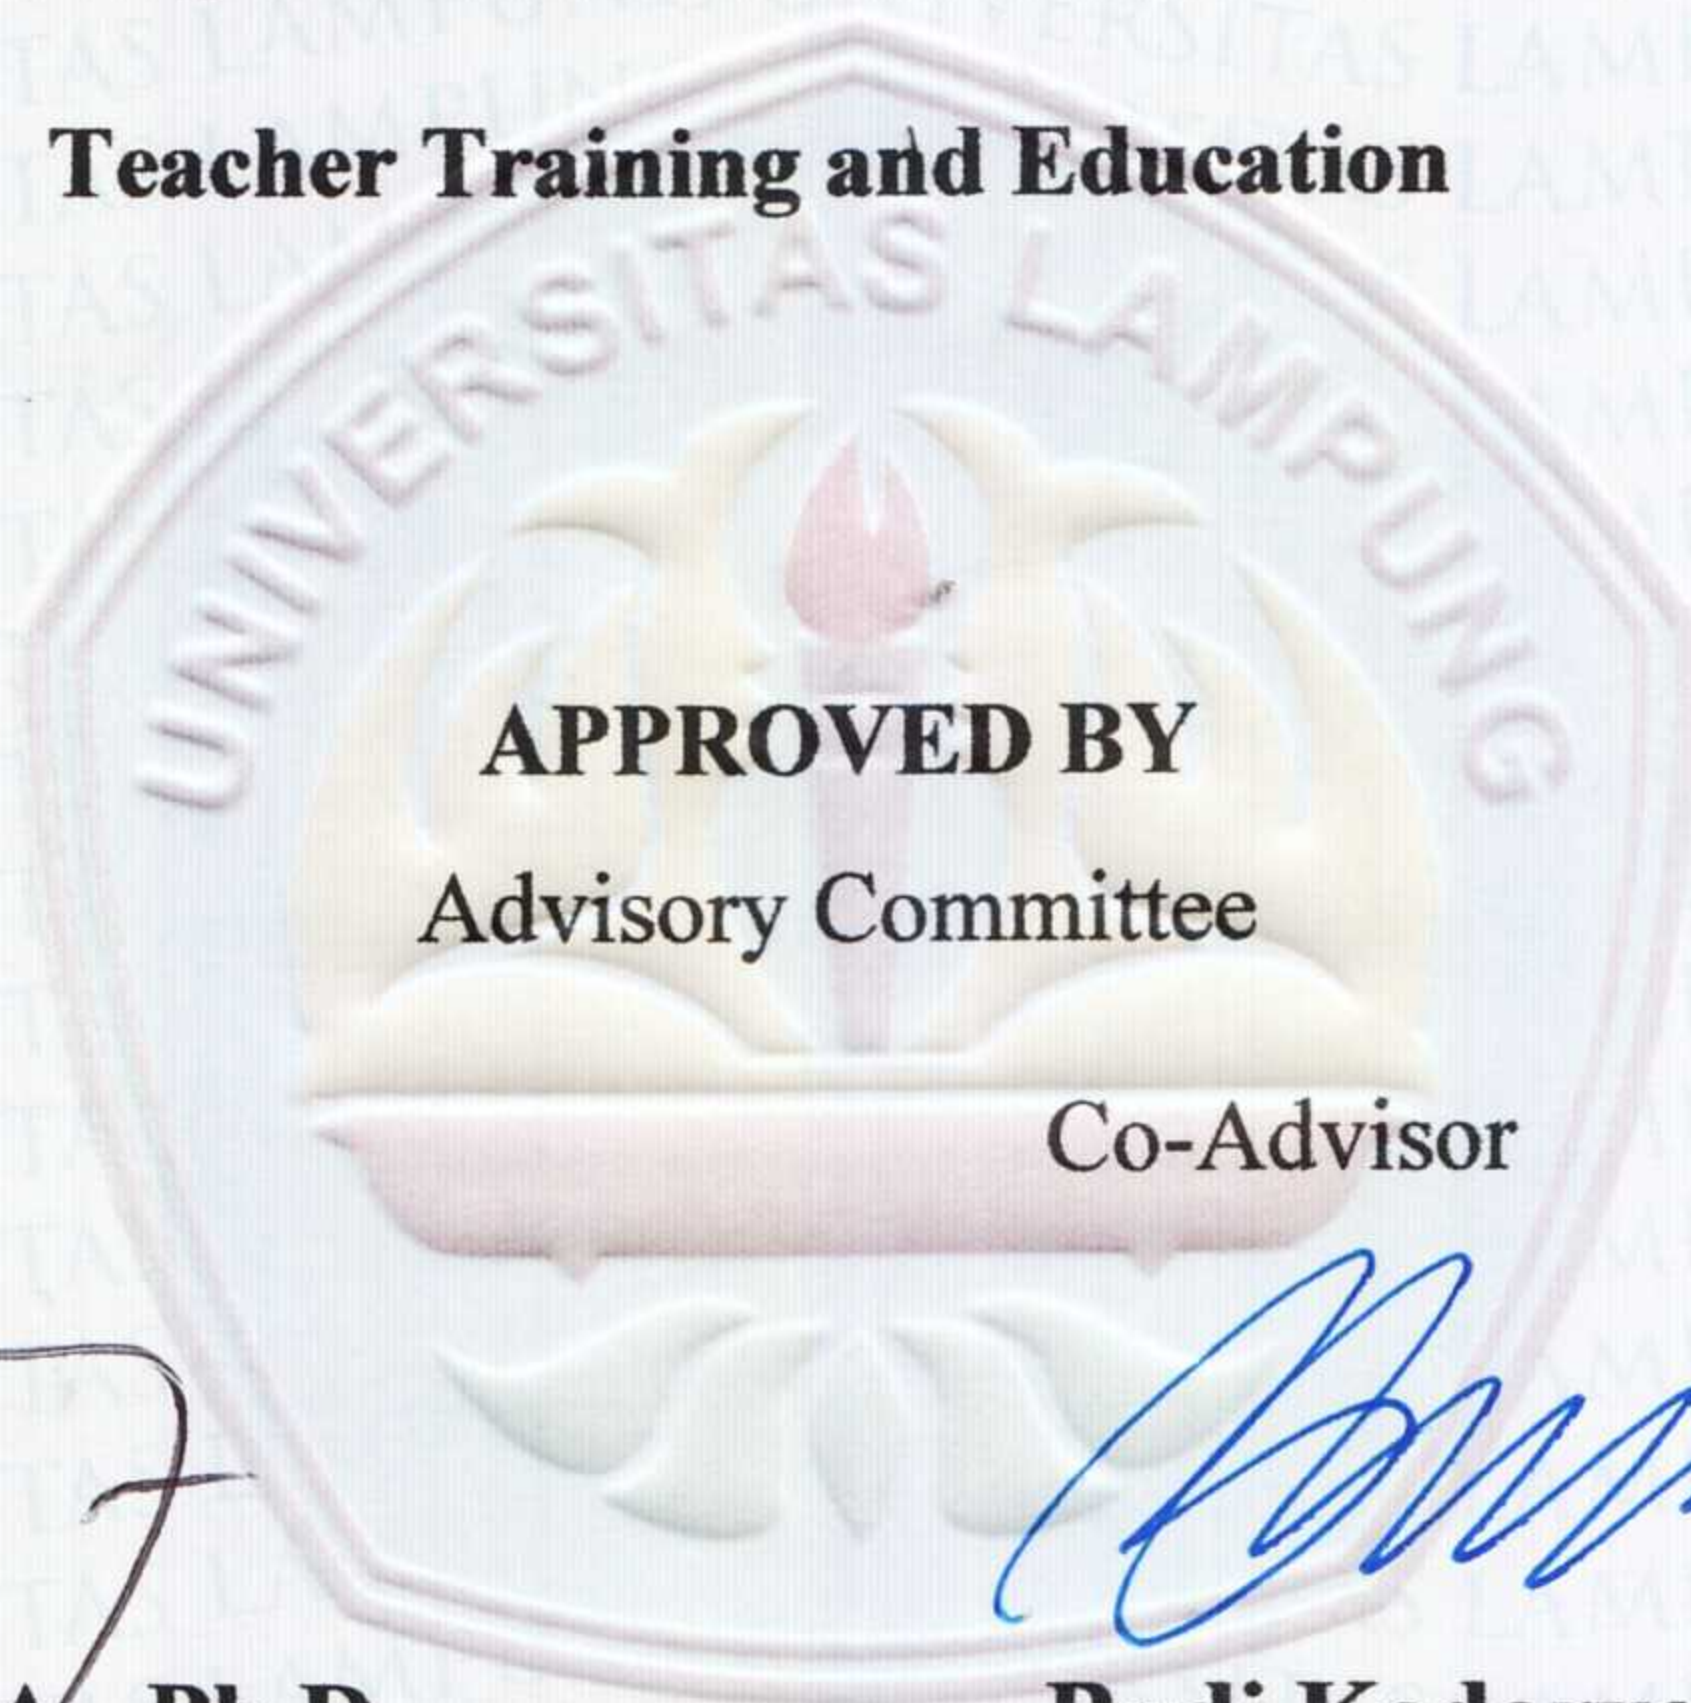 Teacher Training and Education
UNIVERSITAS LAMPUNG
APPROVED BY
Advisory Committee
Co-Advisor